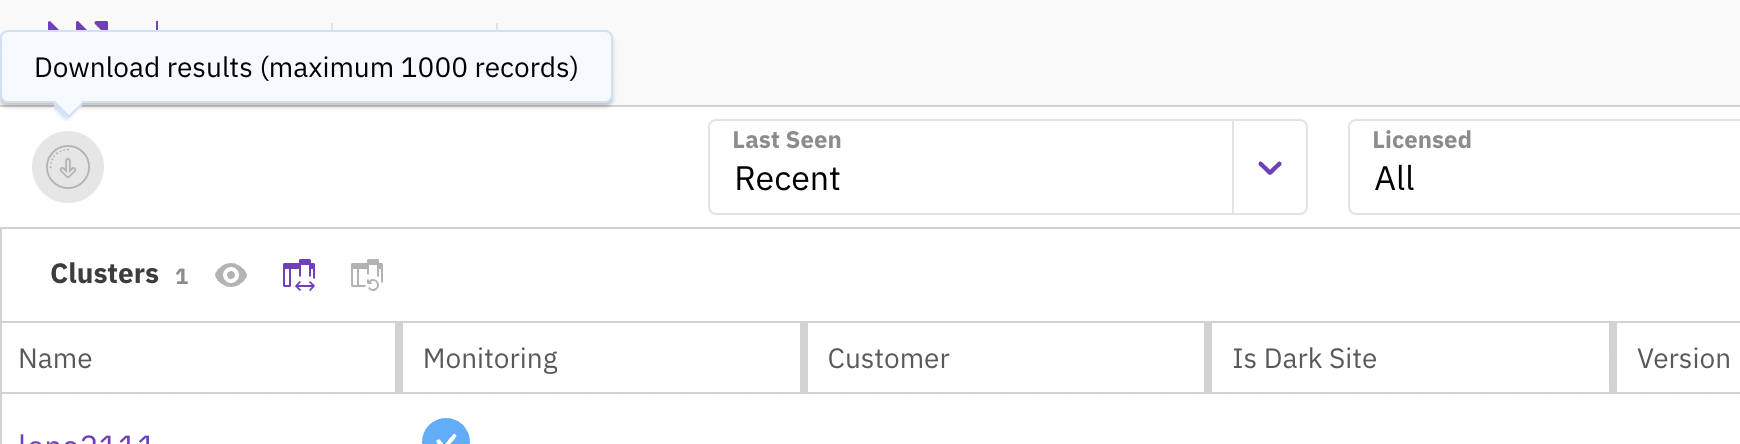 Download results (maximum 1000 records)
Last Seen
Recent
Licensed
All
Clusters 1
Name Monitoring Customer Is Dark Site Version